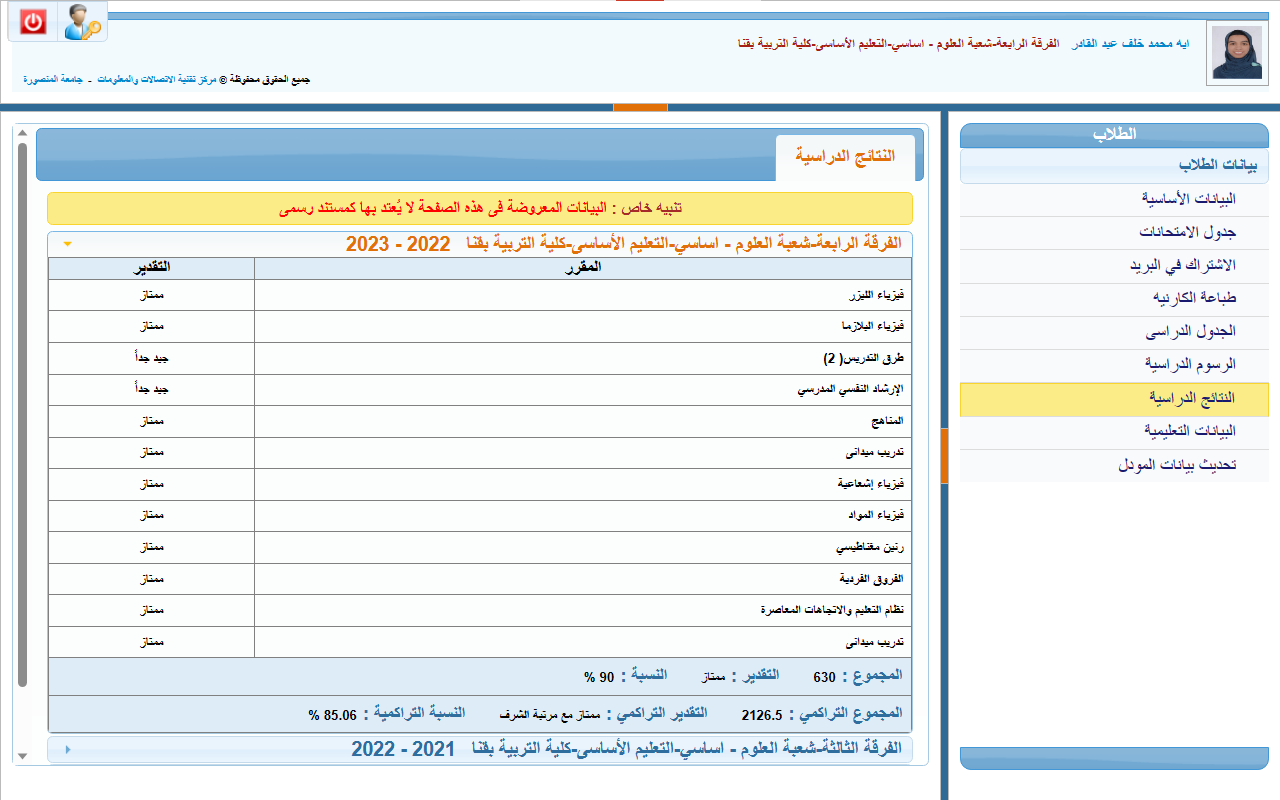 ايه محمد خلف عبد القادر الفرقة الرابعة-شعبة العلوم - اساسي-التعليم الأساسى-كلية التربية بقنا
جميع الحقوق محفوظة © مركز تقنية الاتصالات والمعلومات - جامعة المنصورة
الطلاب
بيانات الطلاب
البيانات الأساسية
جدول الامتحانات
الاشتراك في البريد
طباعة الكارنيه
الجدول الدراسى
الرسوم الدراسية
النتائج الدراسية
البيانات التعليمية
تحديث بيانات المودل
النتائج الدراسية
تنبيه خاص : البيانات المعروضة فى هذه الصفحة لا يُعتد بها كمستند رسمى
الفرقة الرابعة-شعبة العلوم - اساسي-التعليم الأساسى-كلية التربية بقنا 2022 - 2023
المقرر التقدير
فيزياء الليزر ممتاز
فيزياء البلازما ممتاز
طرق التدريس( 2) جيد جداً
الإرشاد النفسي المدرسي جيد جداً
المناهج ممتاز
تدريب ميدانى ممتاز
فيزياء إشعاعية ممتاز
فيزياء المواد ممتاز
رنين مغناطيسي ممتاز
الفروق الفردية ممتاز
نظام التعليم والاتجاهات المعاصرة ممتاز
تدريب ميدانى ممتاز
المجموع : 630 التقدير : ممتاز النسبة : 90 %
المجموع التراكمي : 2126.5 التقدير التراكمي : ممتاز مع مرتبة الشرف النسبة التراكمية : 85.06 %
الفرقة الثالثة-شعبة العلوم - اساسي-التعليم الأساسى-كلية التربية بقنا 2021 - 2022